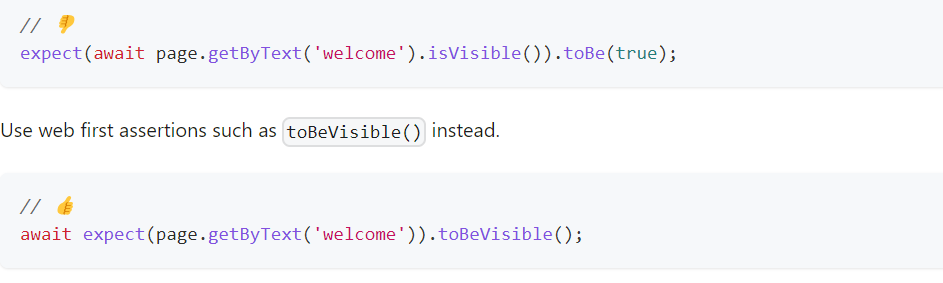 // 👎
expect(await page.getByText('welcome').isVisible()).toBe(true);
Use web first assertions such as toBeVisible() instead.
// 👍
await expect(page.getByText('welcome')).toBeVisible();